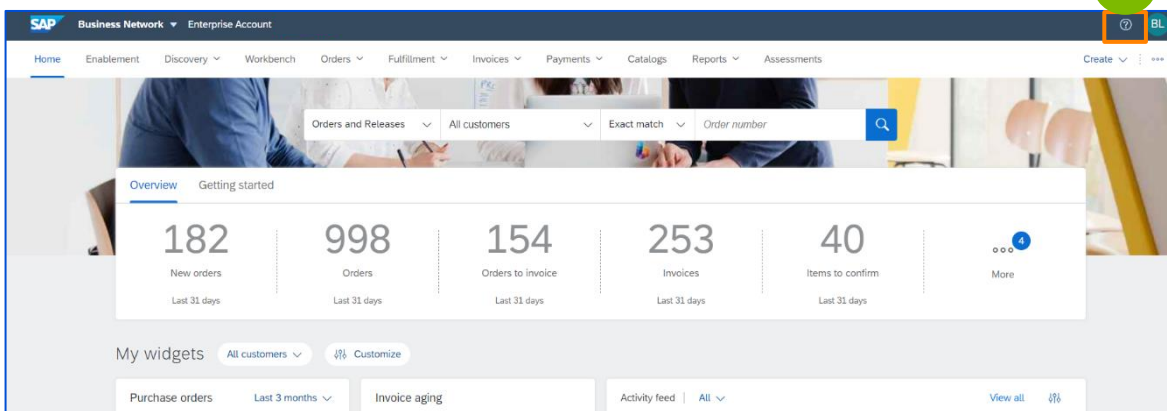 SAP Business Network Enterprise Account BL
Home Enablement Discovery Workbench Orders Fulfillment Invoices Payments Catalogs Reports Assessments Create
Orders and Releases All customers Exact match Order number
Overview Getting started
182 998 154 253 40 4
New orders Orders Orders to invoice Invoices Items to confirm More
Last 31 days Last 31 days Last 31 days Last 31 days Last 31 days
My widgets All customers Customize
Purchase orders Last 3 months Invoice aging Activity feed All View all